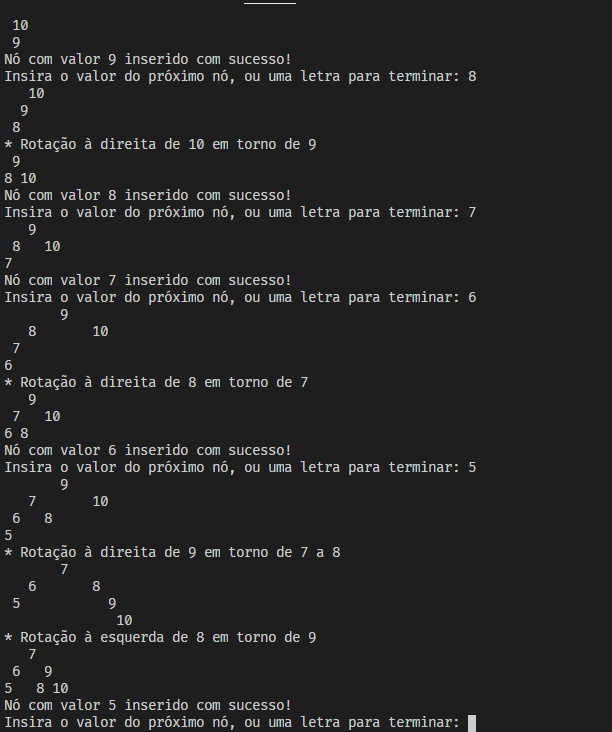 10
9
Nó com valor 9 inserido com sucesso!
Insira o valor do próximo nó, ou uma letra para terminar: 8
10
9
8
* Rotação à direita de 10 em torno de 9
9
8 10
Nó com valor 8 inserido com sucesso!
Insira o valor do próximo nó, ou uma letra para terminar: 7
9
8 10
7
Nó com valor 7 inserido com sucesso!
Insira o valor do próximo nó, ou uma letra para terminar: 6
9
8 10
7
6
* Rotação à direita de 8 em torno de 7
9
7 10
6 8
Nó com valor 6 inserido com sucesso!
Insira o valor do próximo nó, ou uma letra para terminar: 5
9
7 10
6 8
5
* Rotação à direita de 9 em torno de 7 a 8
7
6 8
5 9
10
* Rotação à esquerda de 8 em torno de 9
7
6 9
5 8 10
Nó com valor 5 inserido com sucesso!
Insira o valor do próximo nó, ou uma letra para terminar: